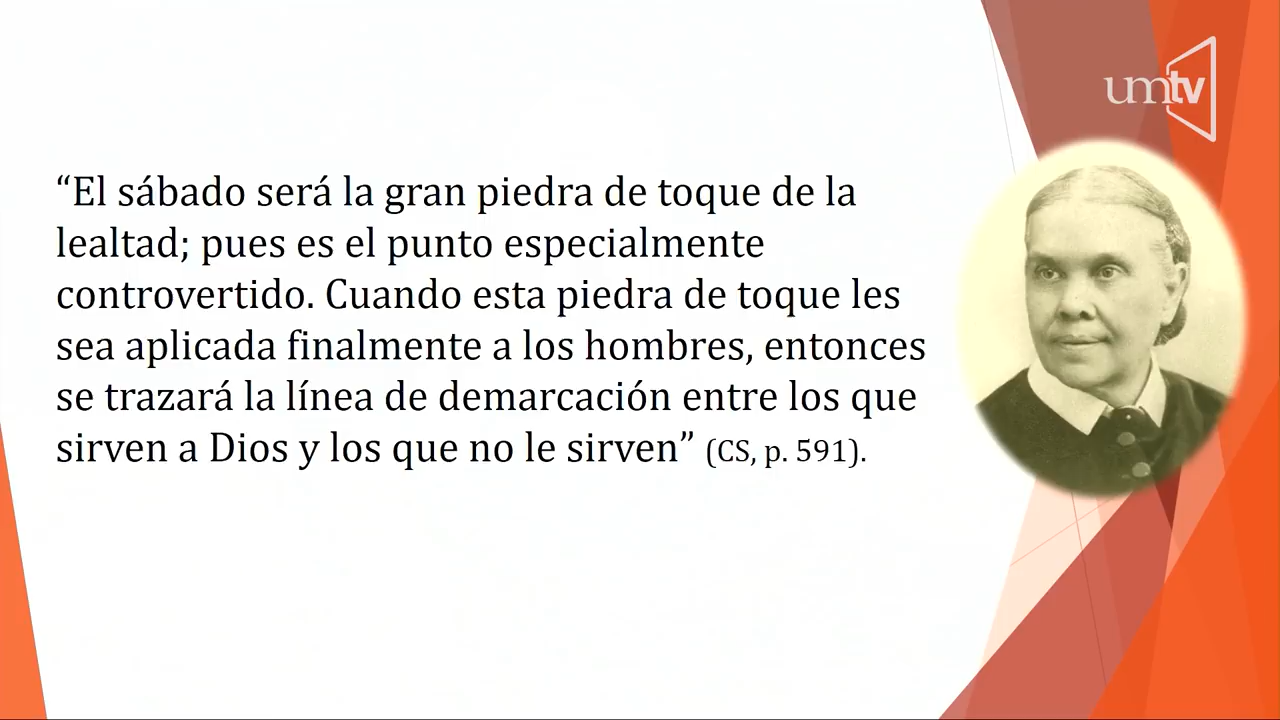 umtv
“El sábado será la gran piedra de toque de la
lealtad; pues es el punto especialmente
controvertido. Cuando esta piedra de toque les
sea aplicada finalmente a los hombres, entonces
se trazará la línea de demarcación entre los que
sirven a Dios y los que no le sirven” (CS, p. 591).